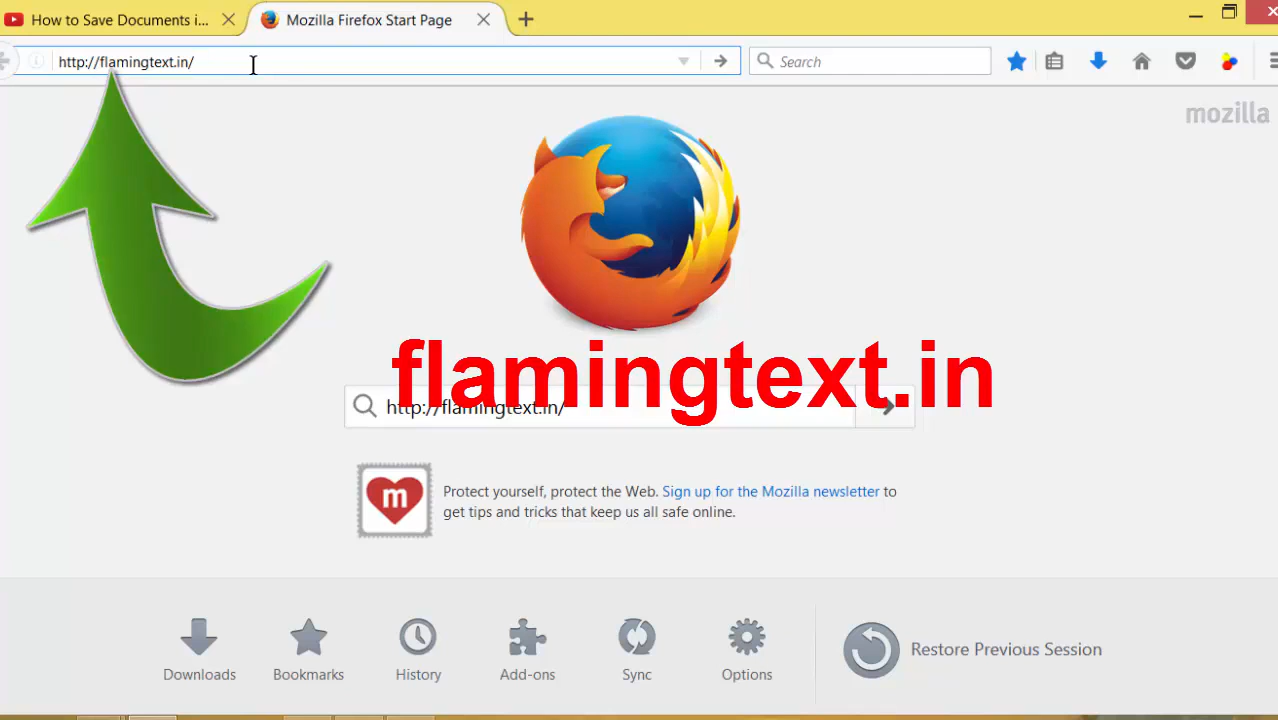 How to Save Documents i...
Mozilla Firefox Start Page
http://flamingtext.in/
Search
mozilla
flamingtext.in
http://flamingtext.in/
m
Protect yourself, protect the Web. Sign up for the Mozilla newsletter to
get tips and tricks that keep us all safe online.
Downloads
Bookmarks
History
Add-ons
Sync
Options
Restore Previous Session